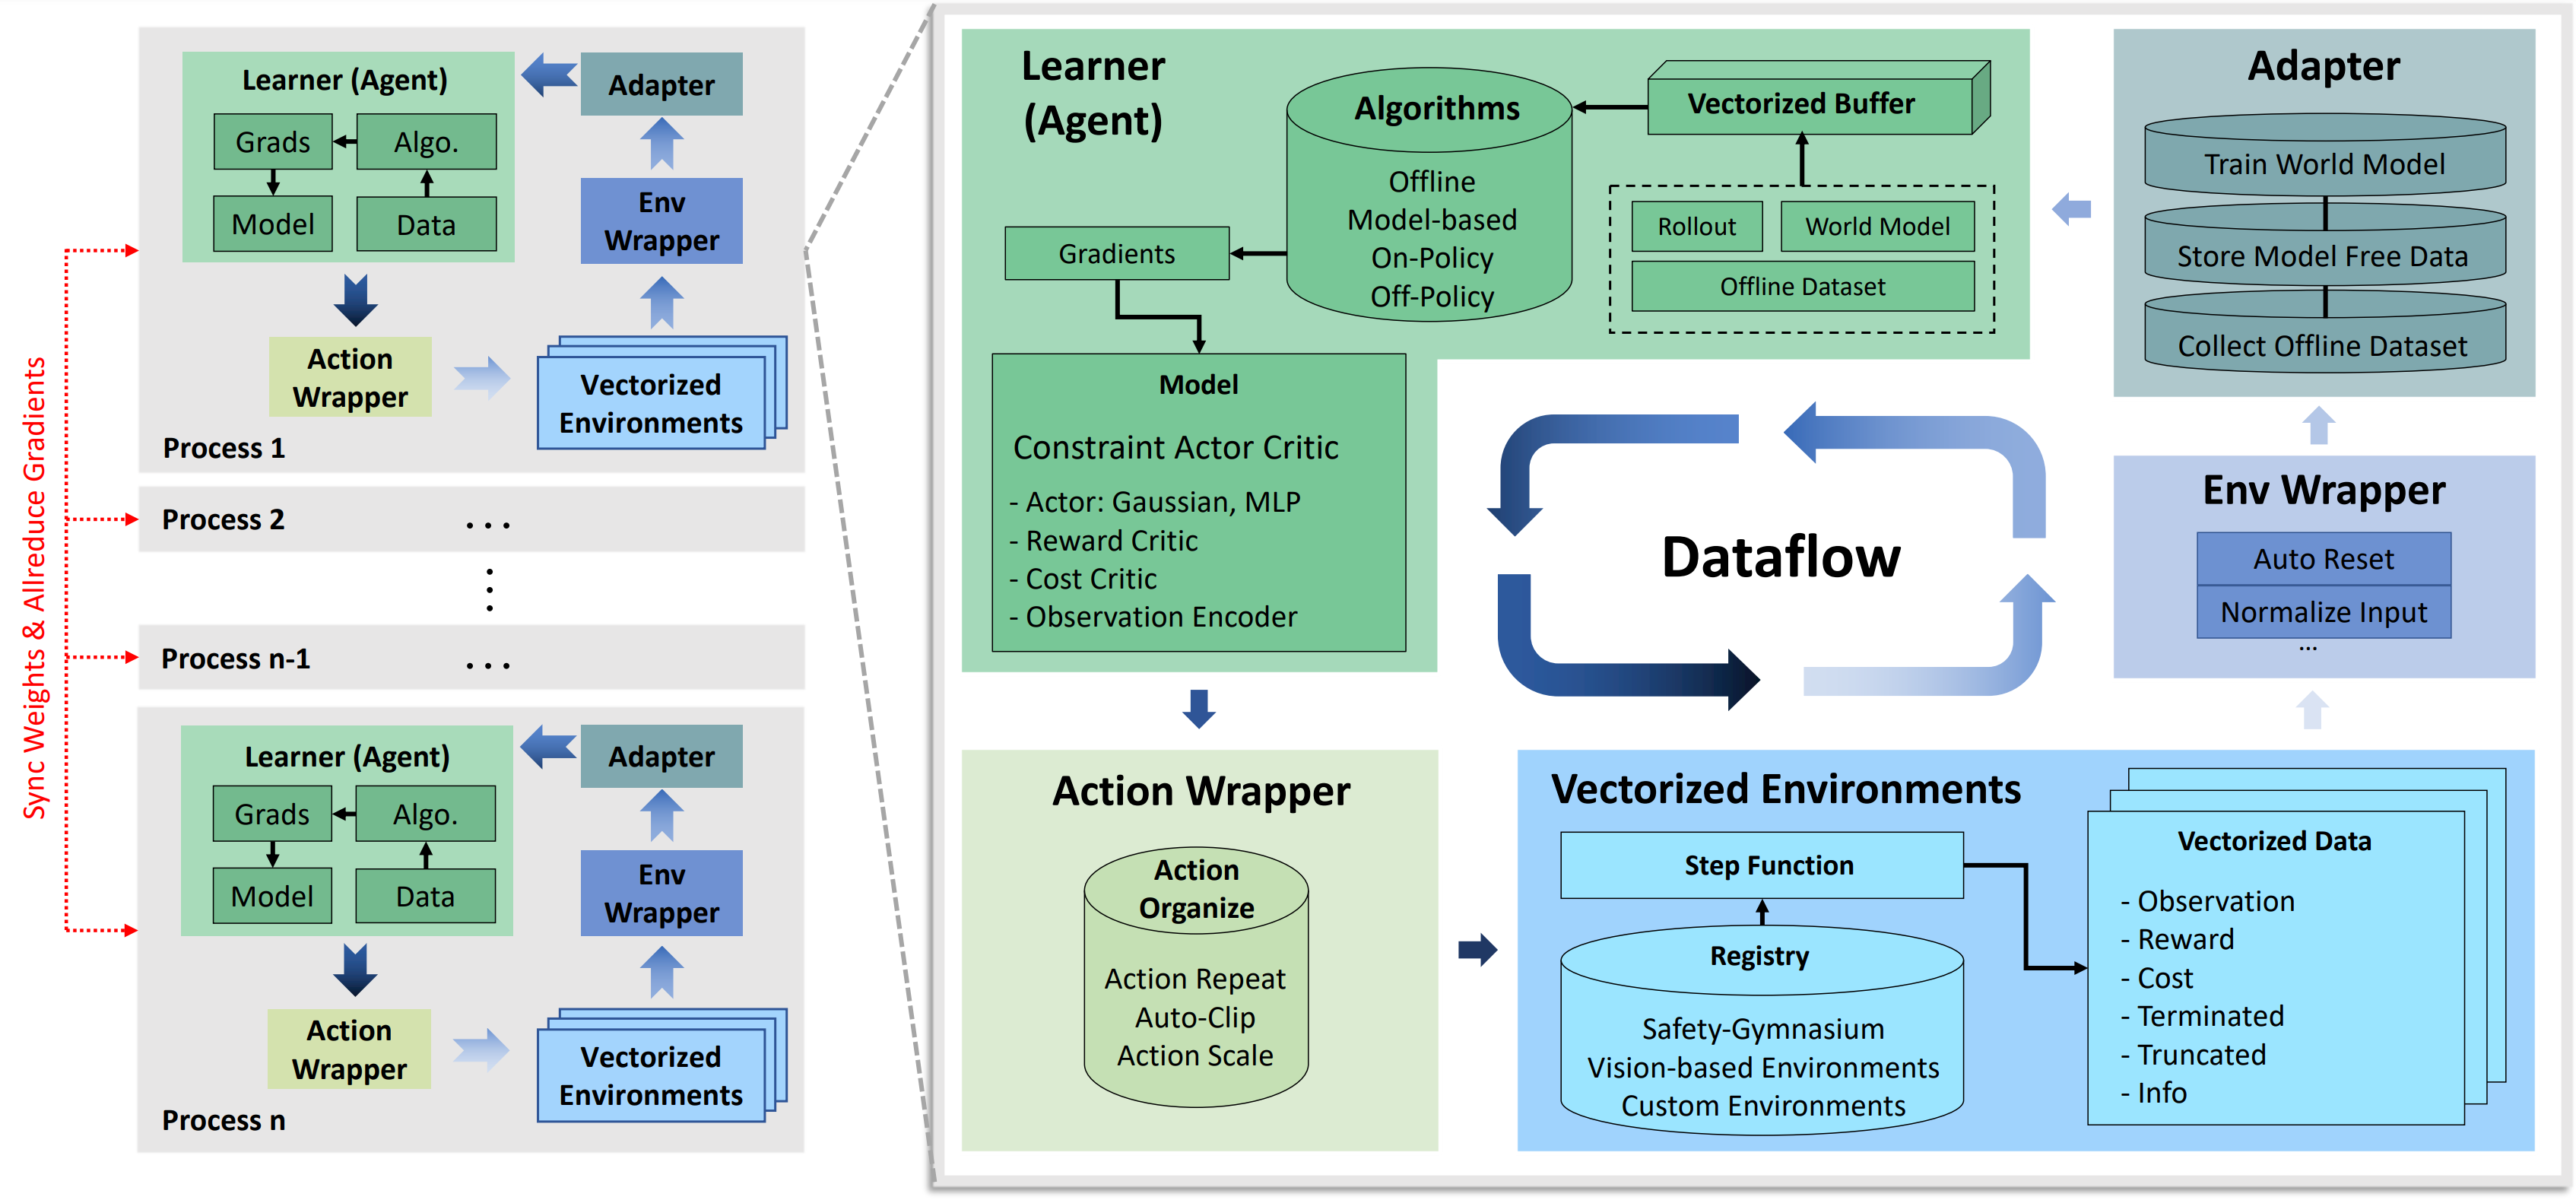 Sync Weights & Allreduce Gradients
Learner (Agent)
Grads
Algo.
Model
Data
Adapter
Env
Wrapper
Action
Wrapper
Vectorized
Environments
Process 1
Process 2
...
...
Process n-1
...
Learner (Agent)
Grads
Algo.
Model
Data
Adapter
Env
Wrapper
Action
Wrapper
Vectorized
Environments
Process n
Learner
(Agent)
Algorithms
Offline
Model-based
On-Policy
Off-Policy
Vectorized Buffer
Rollout
World Model
Offline Dataset
Gradients
Model
Constraint Actor Critic
- Actor: Gaussian, MLP
- Reward Critic
- Cost Critic
- Observation Encoder
Adapter
Train World Model
Store Model Free Data
Collect Offline Dataset
Dataflow
Env Wrapper
Auto Reset
Normalize Input
...
Action Wrapper
Action
Organize
Action Repeat
Auto-Clip
Action Scale
Vectorized Environments
Step Function
Registry
Safety-Gymnasium
Vision-based Environments
Custom Environments
Vectorized Data
- Observation
- Reward
- Cost
- Terminated
- Truncated
- Info